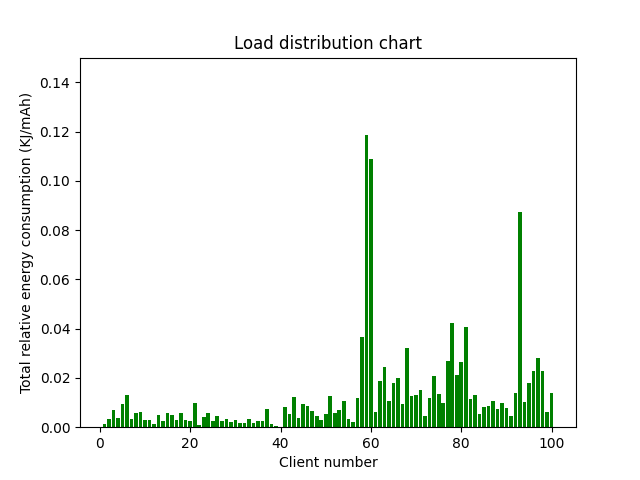 Load distribution chart
Total relative energy consumption (KJ/mAh)
0.14
0.12
0.10
0.08
0.06
0.04
0.02
0.00
0 20 40 60 80 100
Client number